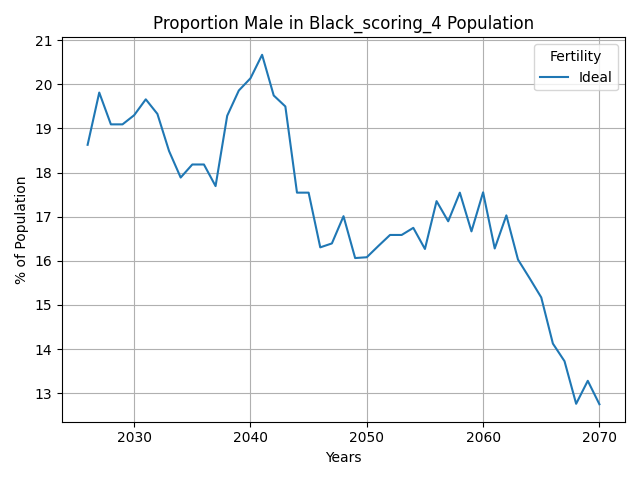 Proportion Male in Black_scoring_4 Population
Fertility
Ideal
% of Population
21
20
19
18
17
16
15
14
13
2030
2040
2050
2060
2070
Years